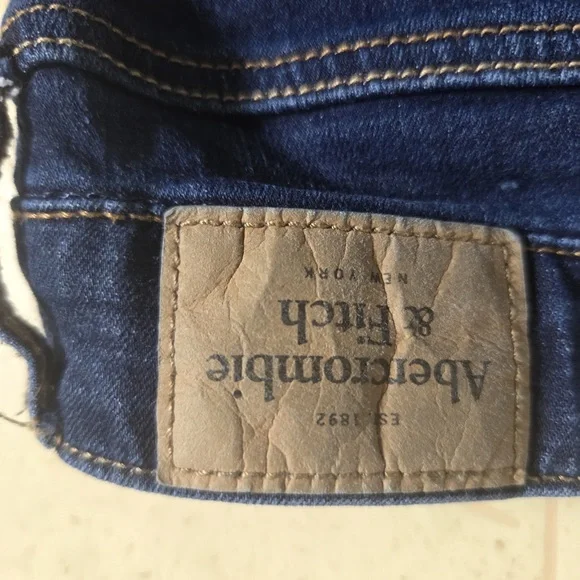 EST. 1892
Abercrombie
& Fitch
NEW YORK